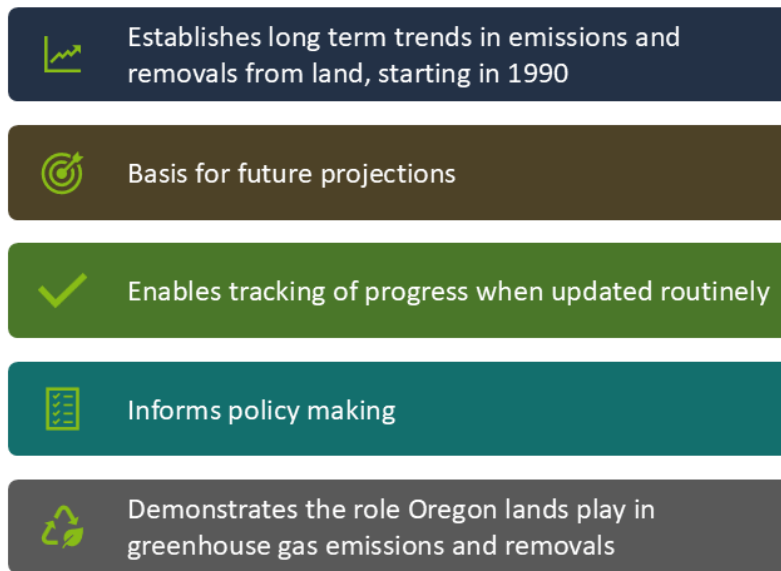 Establishes long term trends in emissions and
removals from land, starting in 1990
Basis for future projections
Enables tracking of progress when updated routinely
Informs policy making
Demonstrates the role Oregon lands play in
greenhouse gas emissions and removals